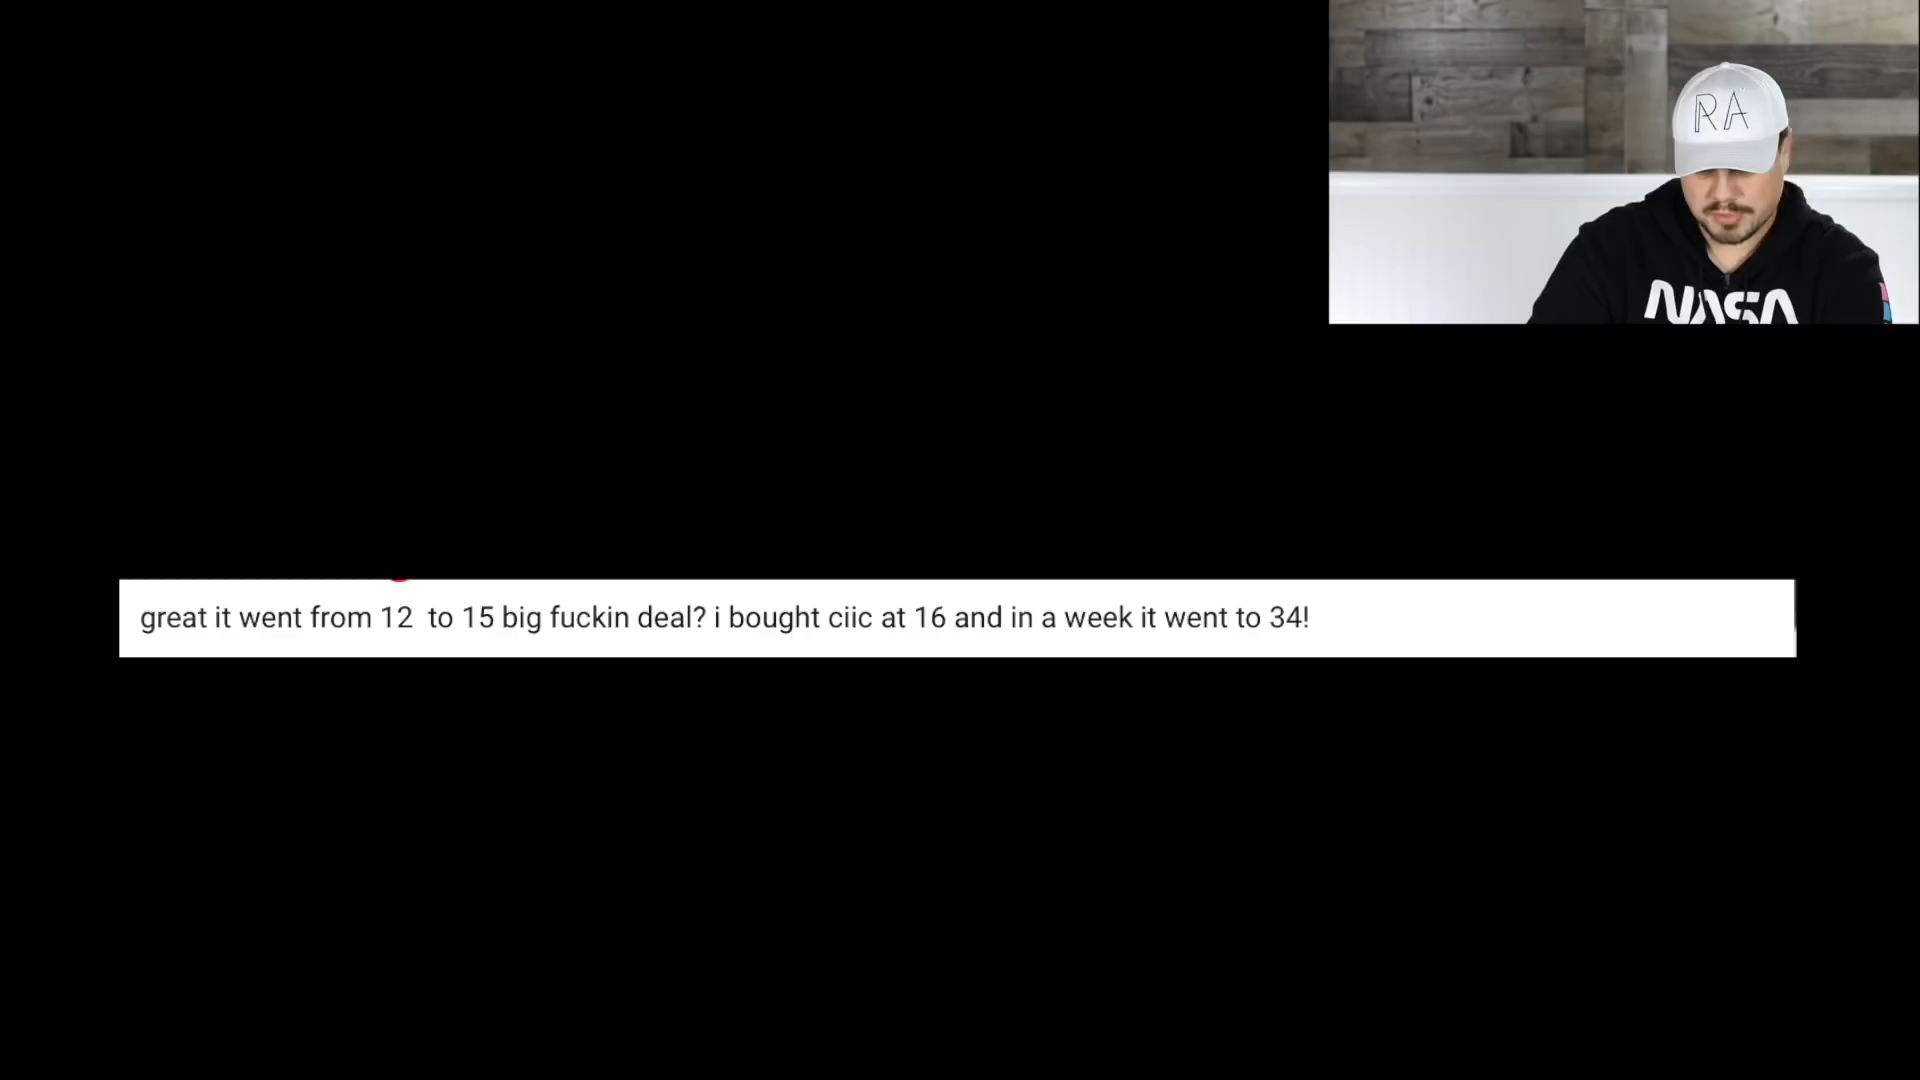 RA
NASA
great it went from 12  to 15 big fuckin deal? i bought ciic at 16 and in a week it went to 34!